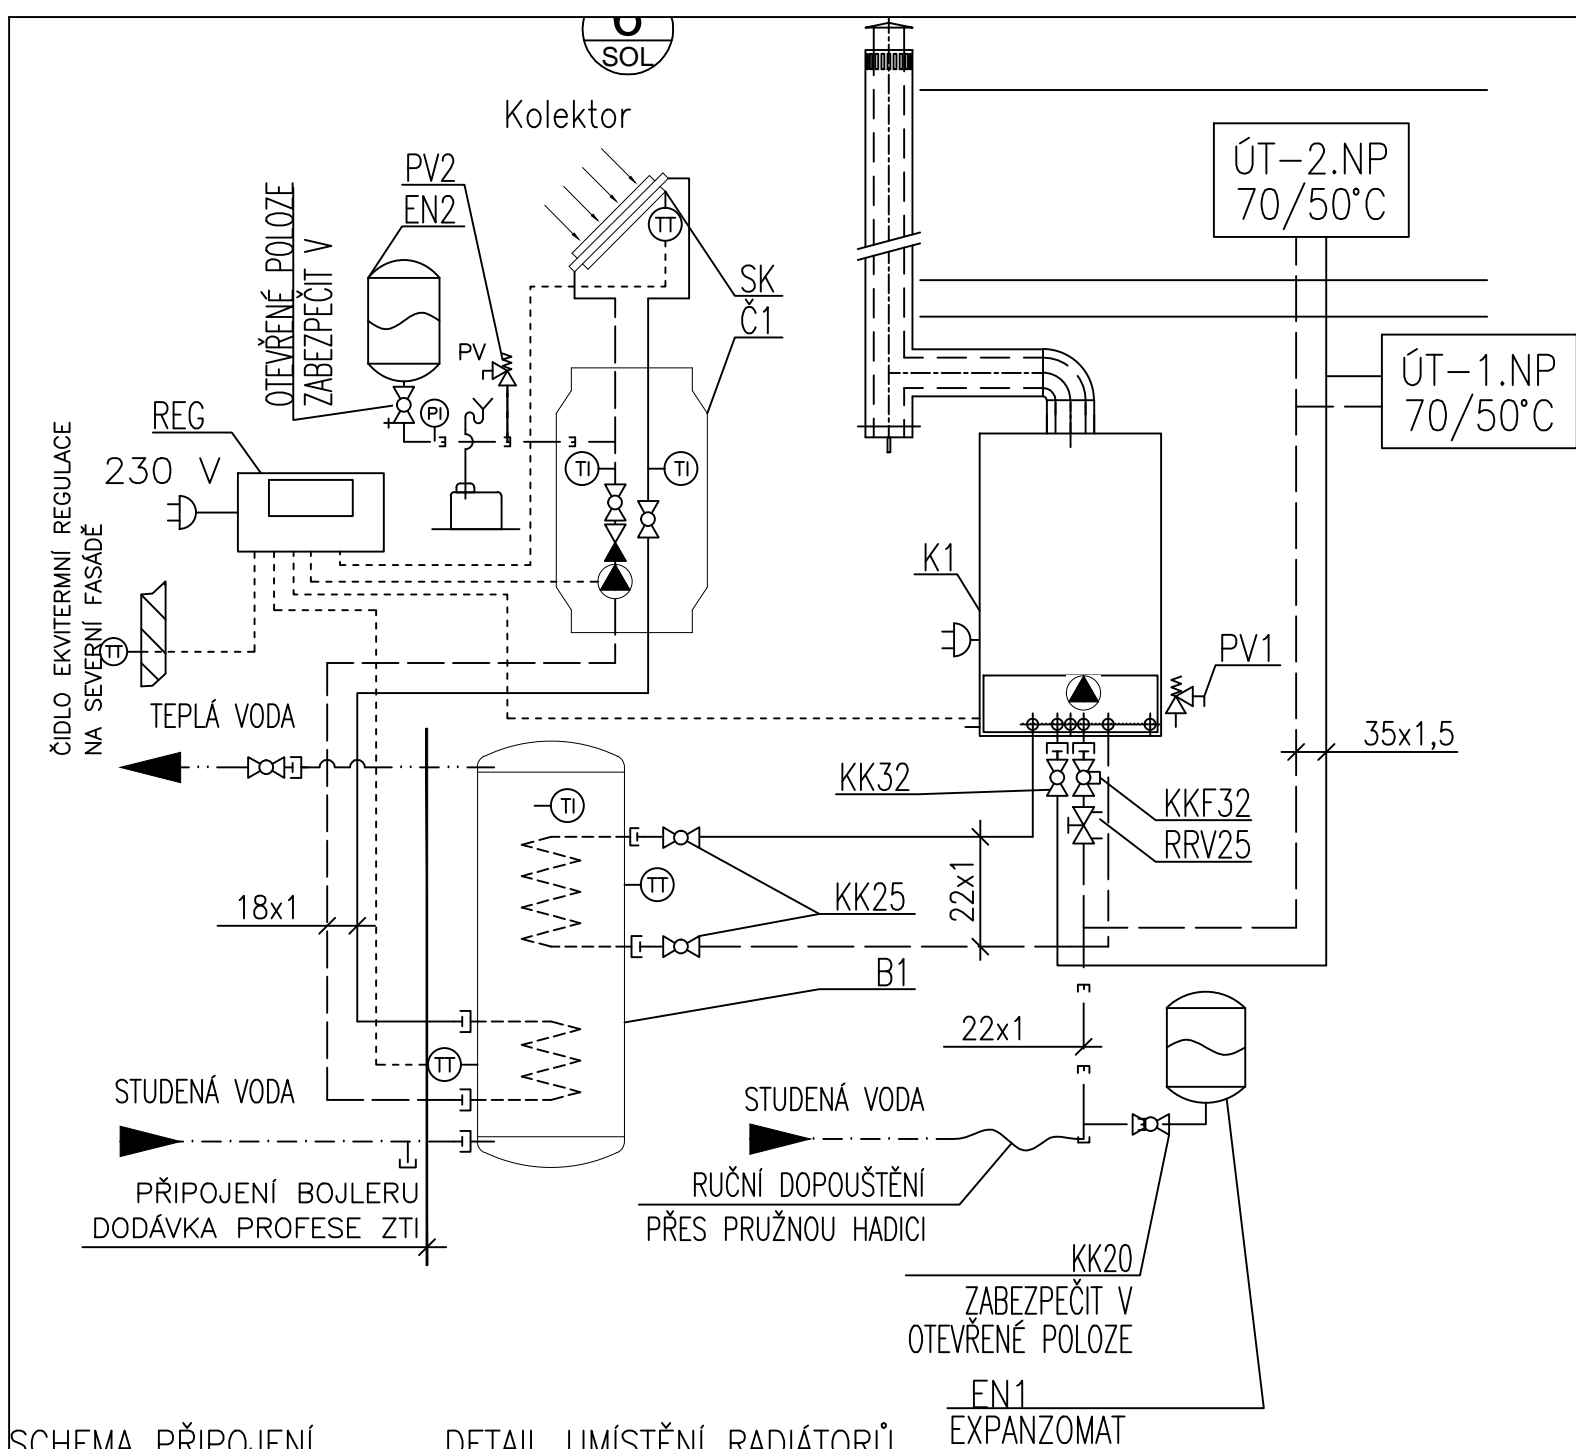 SOL
Kolektor
PV2
EN2
OTEVŘENÉ POLOZE
ZABEZPEČIT V
TT
SK
Č1
ÚT-2.NP
70/50°C
ÚT-1.NP
70/50°C
PV
PI
REG
230 V
TI
TI
ČIDLO EKVITERMNÍ REGULACE
NA SEVERNÍ FASÁDĚ
TT
K1
PV1
TEPLÁ VODA
35x1,5
KK32
KKF32
RRV25
TI
TT
22x1
KK25
18x1
B1
22x1
TT
STUDENÁ VODA
STUDENÁ VODA
PŘIPOJENÍ BOJLERU
DODÁVKA PROFESE ZTI
RUČNÍ DOPOUŠTĚNÍ
PŘES PRUŽNOU HADICI
KK20
ZABEZPEČIT V
OTEVŘENÉ POLOZE
EN1
EXPANZOMAT
SCHEMA PŘIPOJENÍ
DETAIL UMÍSTĚNÍ RADIÁTORŮ